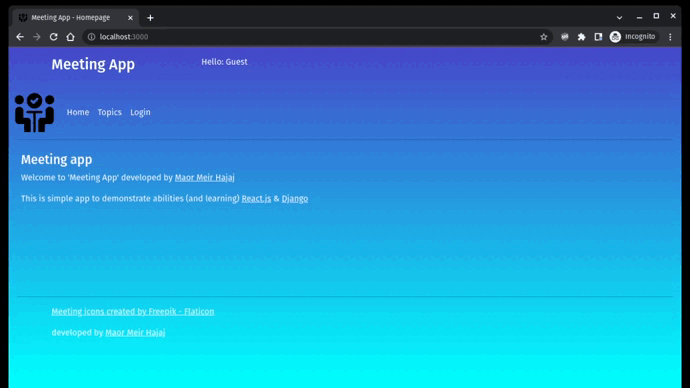 Meeting App - Homepage
localhost:3000
Incognito
Meeting App
Hello: Guest
Home Topics Login
Meeting app
Welcome to 'Meeting App' developed by Maor Meir Hajaj
This is simple app to demonstrate abilities (and learning) React.js & Django
Meeting icons created by Freepik - Flaticon
developed by Maor Meir Hajaj